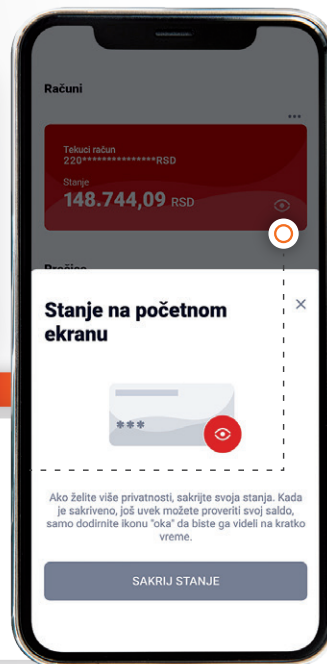 Računi
•••
Tekuci račun
220***************RSD
Stanje
148.744,09 RSD
Stanje na početnom
ekranu
***
Ako želite više privatnosti, sakrijte svoja stanja. Kada
je sakriveno, još uvek možete proveriti svoj saldo,
samo dodirnite ikonu "oka" da biste ga videli na kratko
vreme.
SAKRIJ STANJE